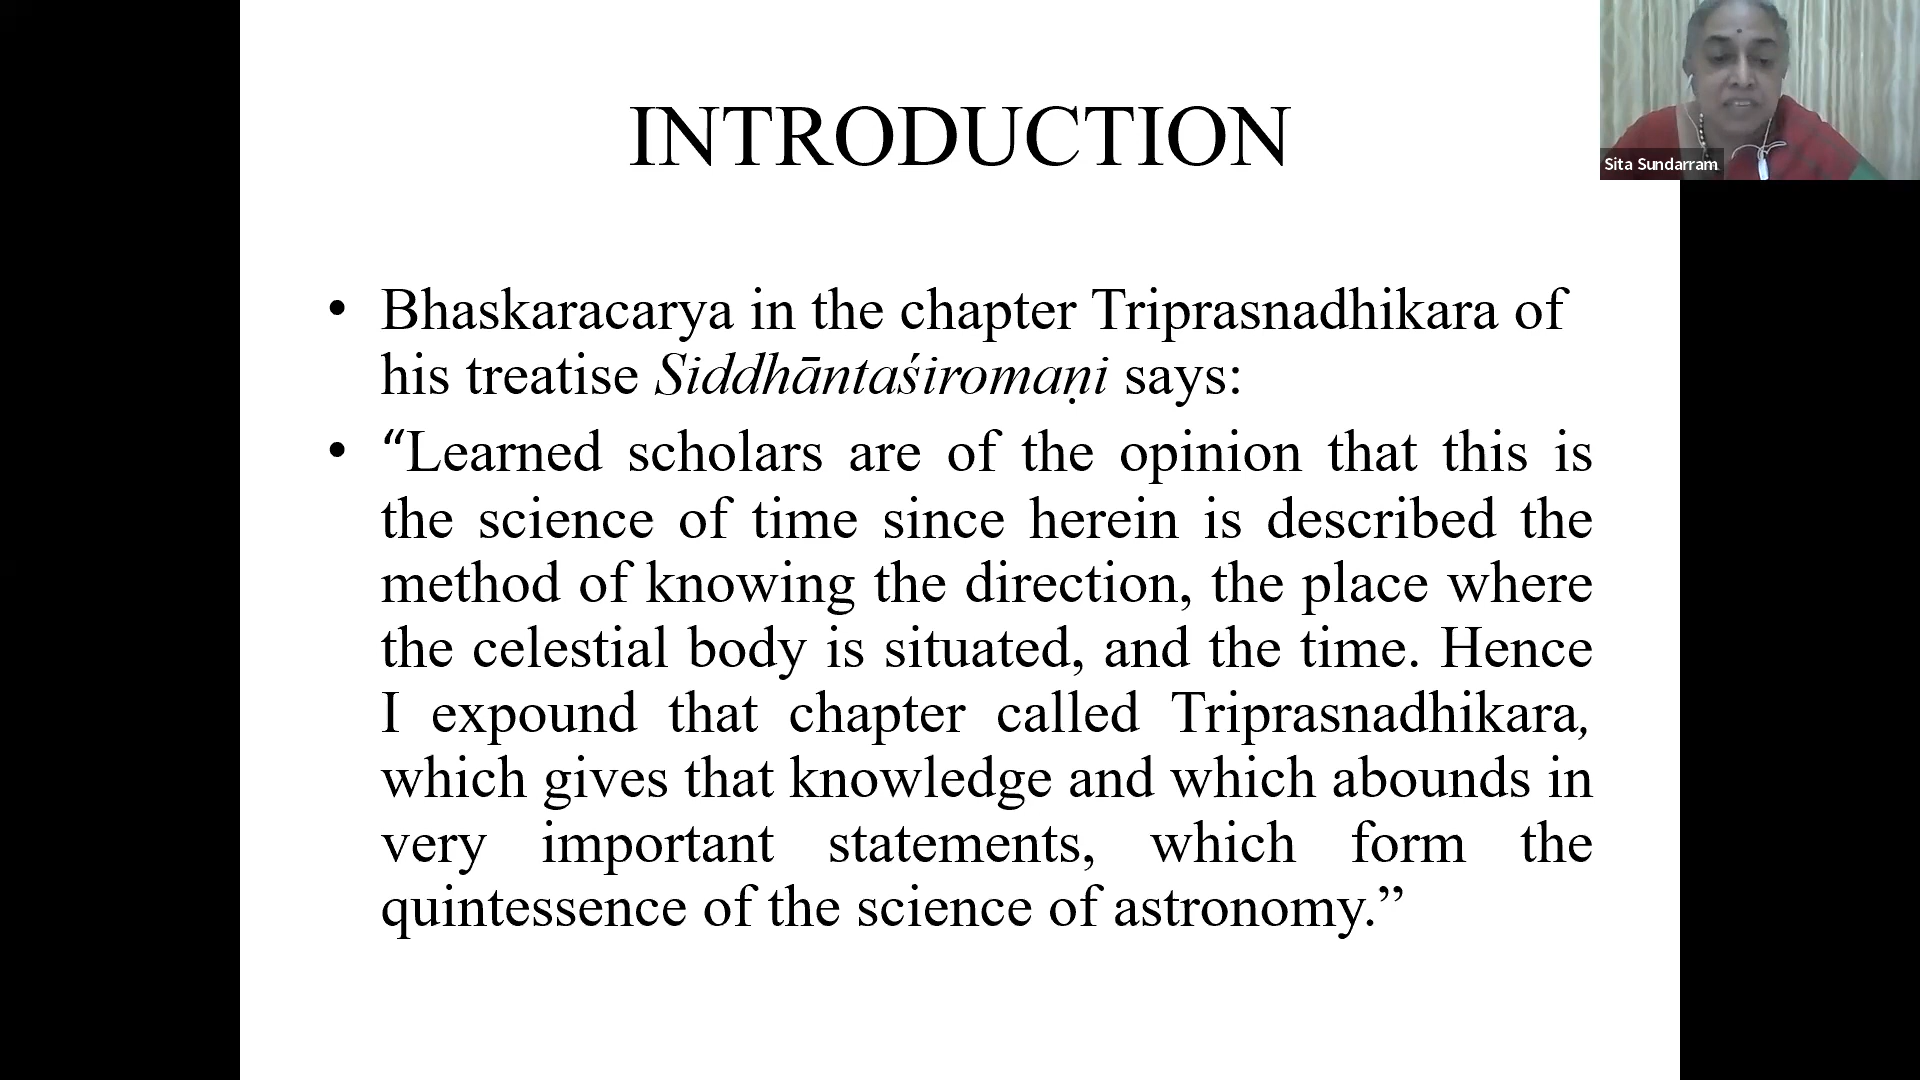 INTRODUCTION
Sita Sundarram
• Bhaskaracarya in the chapter Triprasnadhikara of
his treatise Siddhāntaśiromaṇi says:
• “Learned scholars are of the opinion that this is
the science of time since herein is described the
method of knowing the direction, the place where
the celestial body is situated, and the time. Hence
I expound that chapter called Triprasnadhikara,
which gives that knowledge and which abounds in
very important statements, which form the
quintessence of the science of astronomy.”